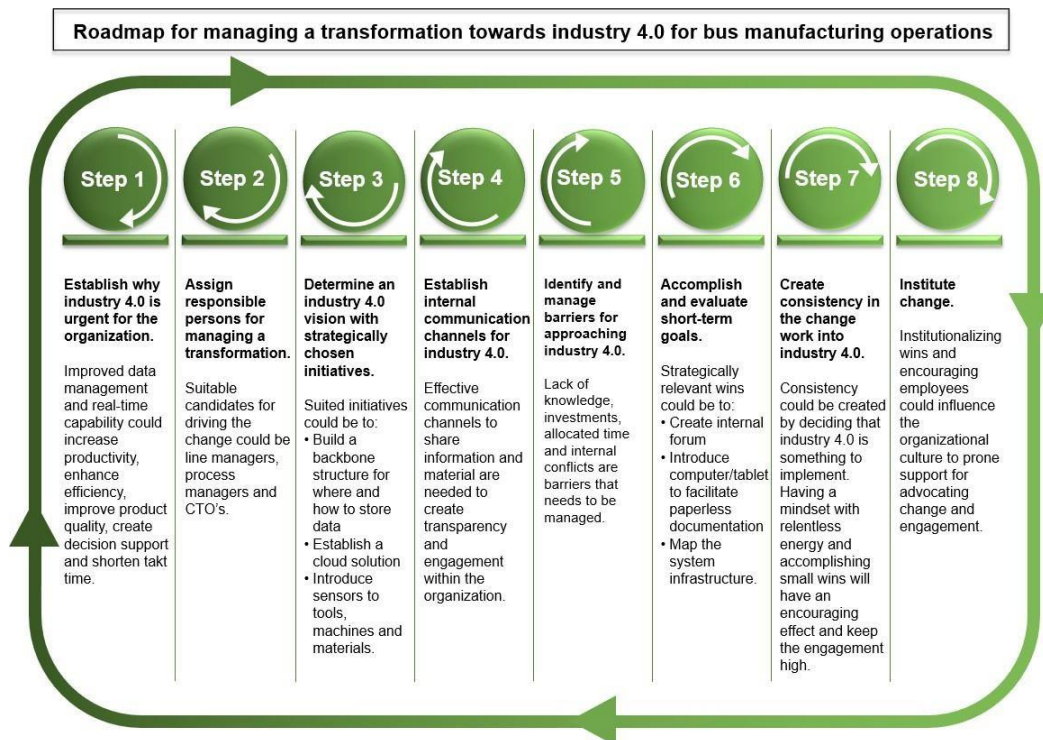 Roadmap for managing a transformation towards industry 4.0 for bus manufacturing operations
Step 1
Establish why
industry 4.0 is
urgent for the
organization.
Improved data
management
and real-time
capability could
increase
productivity,
enhance
efficiency,
improve product
quality, create
decision support
and shorten takt
time.
Step 2
Assign
responsible
persons for
managing a
transformation.
Suitable
candidates for
driving the
change could be
line managers,
process
managers and
CTO's.
Step 3
Determine an
industry 4.0
vision with
strategically
chosen
initiatives.
Suited initiatives
could be to:
• Build a
backbone
structure for
where and
how to store
data
• Establish a
cloud solution
• Introduce
sensors to
tools,
machines and
materials.
Step 4
Establish
internal
communication
channels for
industry 4.0.
Effective
communication
channels to
share
information and
material are
needed to
create
transparency
and
engagement
within the
organization.
Step 5
Identify and
manage
barriers for
approaching
industry 4.0.
Lack of
knowledge,
investments,
allocated time
and internal
conflicts are
barriers that
needs to be
managed.
Step 6
Accomplish
and evaluate
short-term
goals.
Strategically
relevant wins
could be to:
• Create internal
forum
• Introduce
computer/tablet
to facilitate
paperless
documentation
• Map the
system
infrastructure.
Step 7
Create
consistency in
the change
work into
industry 4.0.
Consistency
could be created
by deciding that
industry 4.0 is
something to
implement.
Having a
mindset with
relentless
energy and
accomplishing
small wins will
have an
encouraging
effect and keep
the engagement
high.
Step 8
Institute
change.
Institutionalizing
wins and
encouraging
employees
could influence
the
organizational
culture to prone
support for
advocating
change and
engagement.